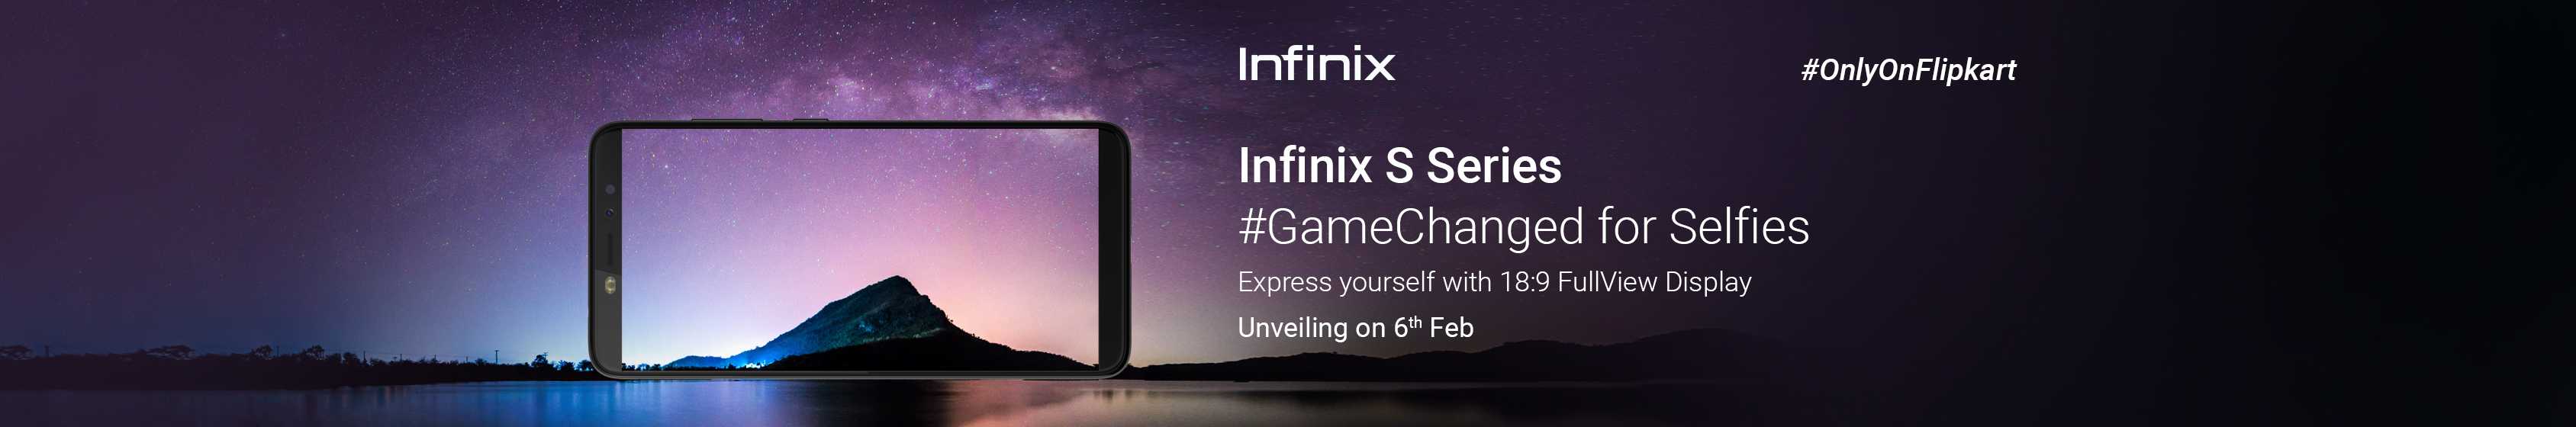 Infinix
#OnlyOnFlipkart
Infinix S Series
#GameChanged for Selfies
Express yourself with 18:9 FullView Display
Unveiling on 6th Feb